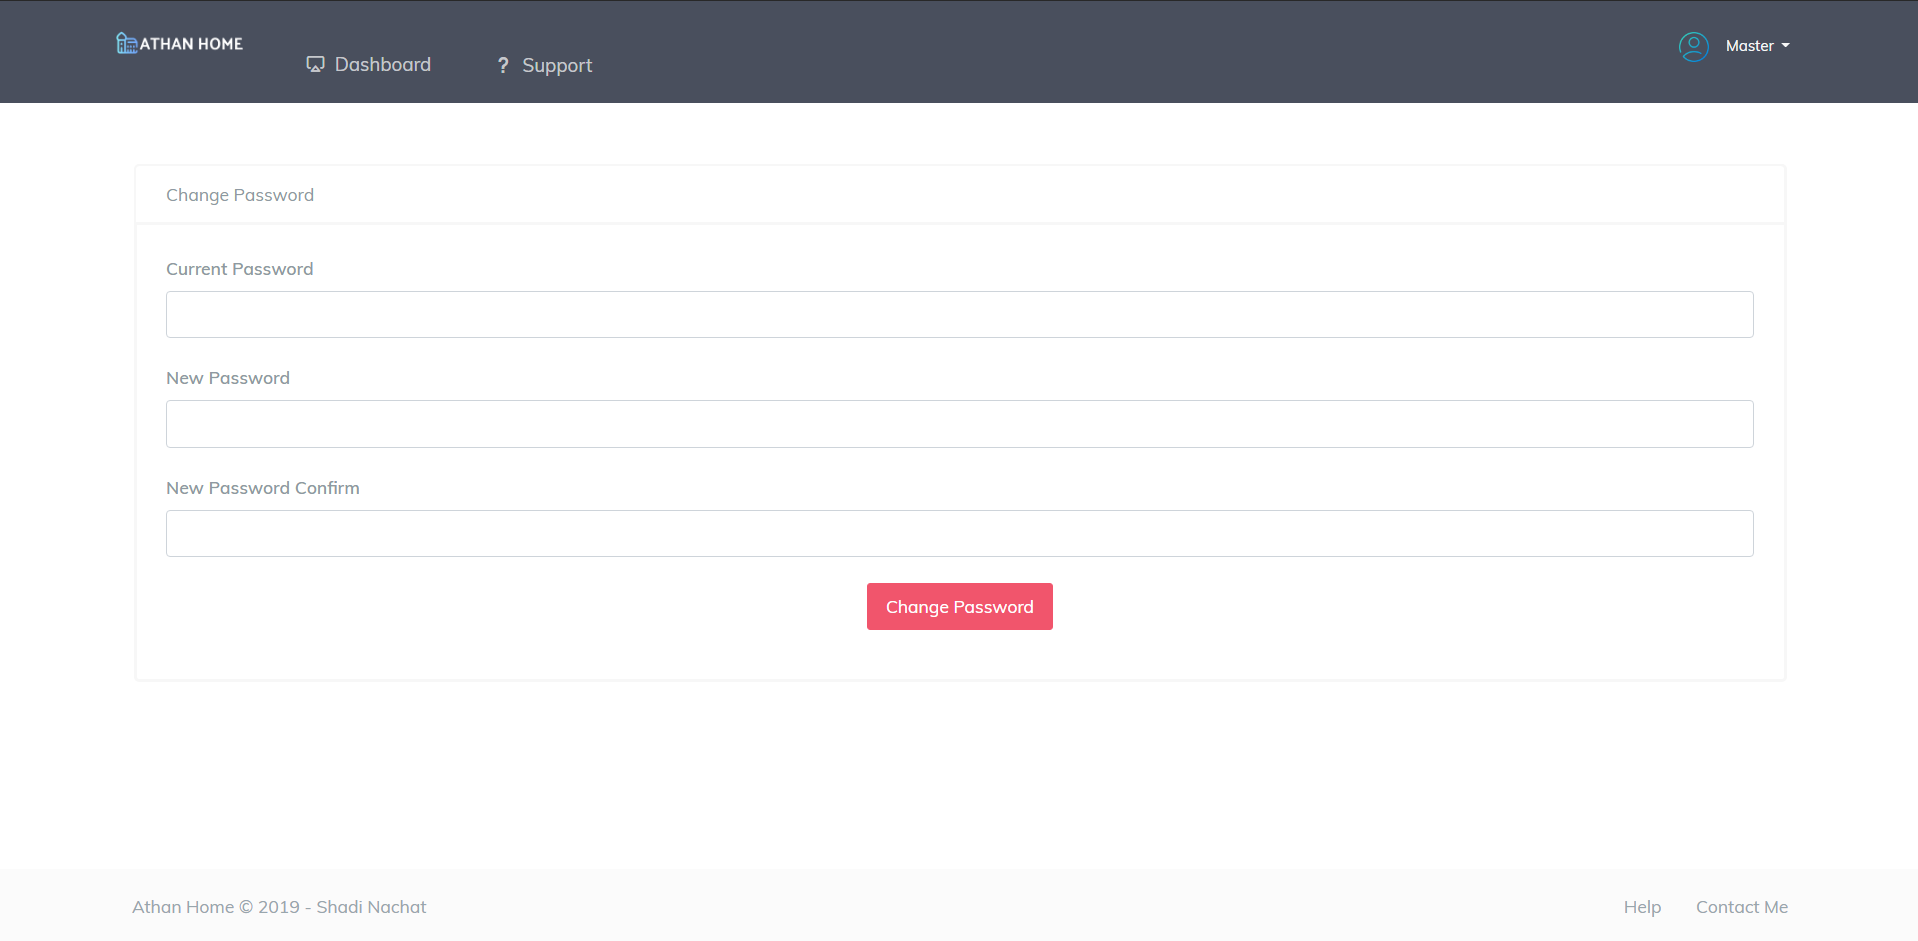 ATHAN HOME
Dashboard
? Support
Master
Change Password
Current Password
New Password
New Password Confirm
Change Password
Athan Home © 2019 - Shadi Nachat
Help
Contact Me